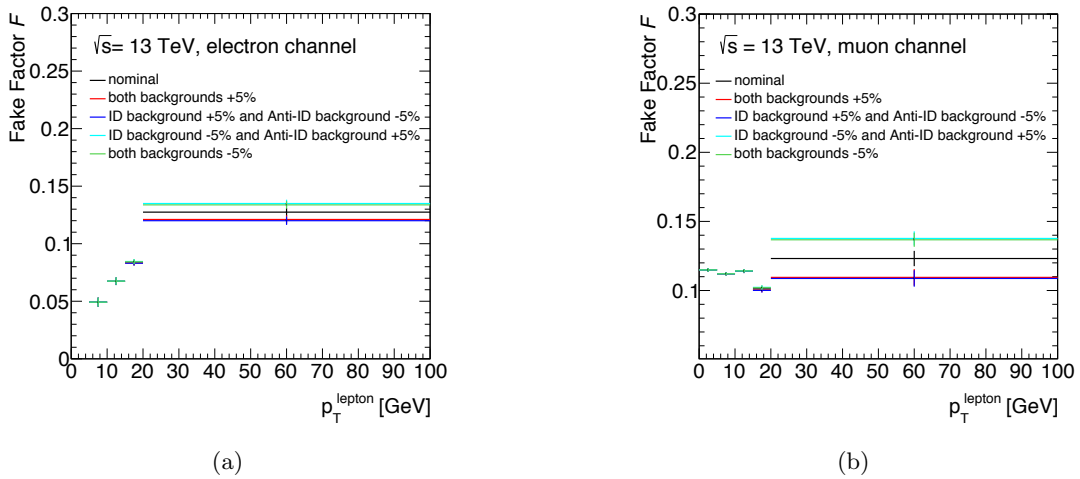 Fake Factor F
0.3
0.25
0.2
0.15
0.1
0.05
0
√s= 13 TeV, electron channel
nominal
both backgrounds +5%
ID background +5% and Anti-ID background -5%
ID background -5% and Anti-ID background +5%
both backgrounds -5%
0 10 20 30 40 50 60 70 80 90 100
p_T^lepton [GeV]
(a)
Fake Factor F
0.3
0.25
0.2
0.15
0.1
√s = 13 TeV, muon channel
nominal
both backgrounds +5%
ID background +5% and Anti-ID background -5%
ID background -5% and Anti-ID background +5%
both backgrounds -5%
0 10 20 30 40 50 60 70 80 90 100
p_T^lepton [GeV]
(b)